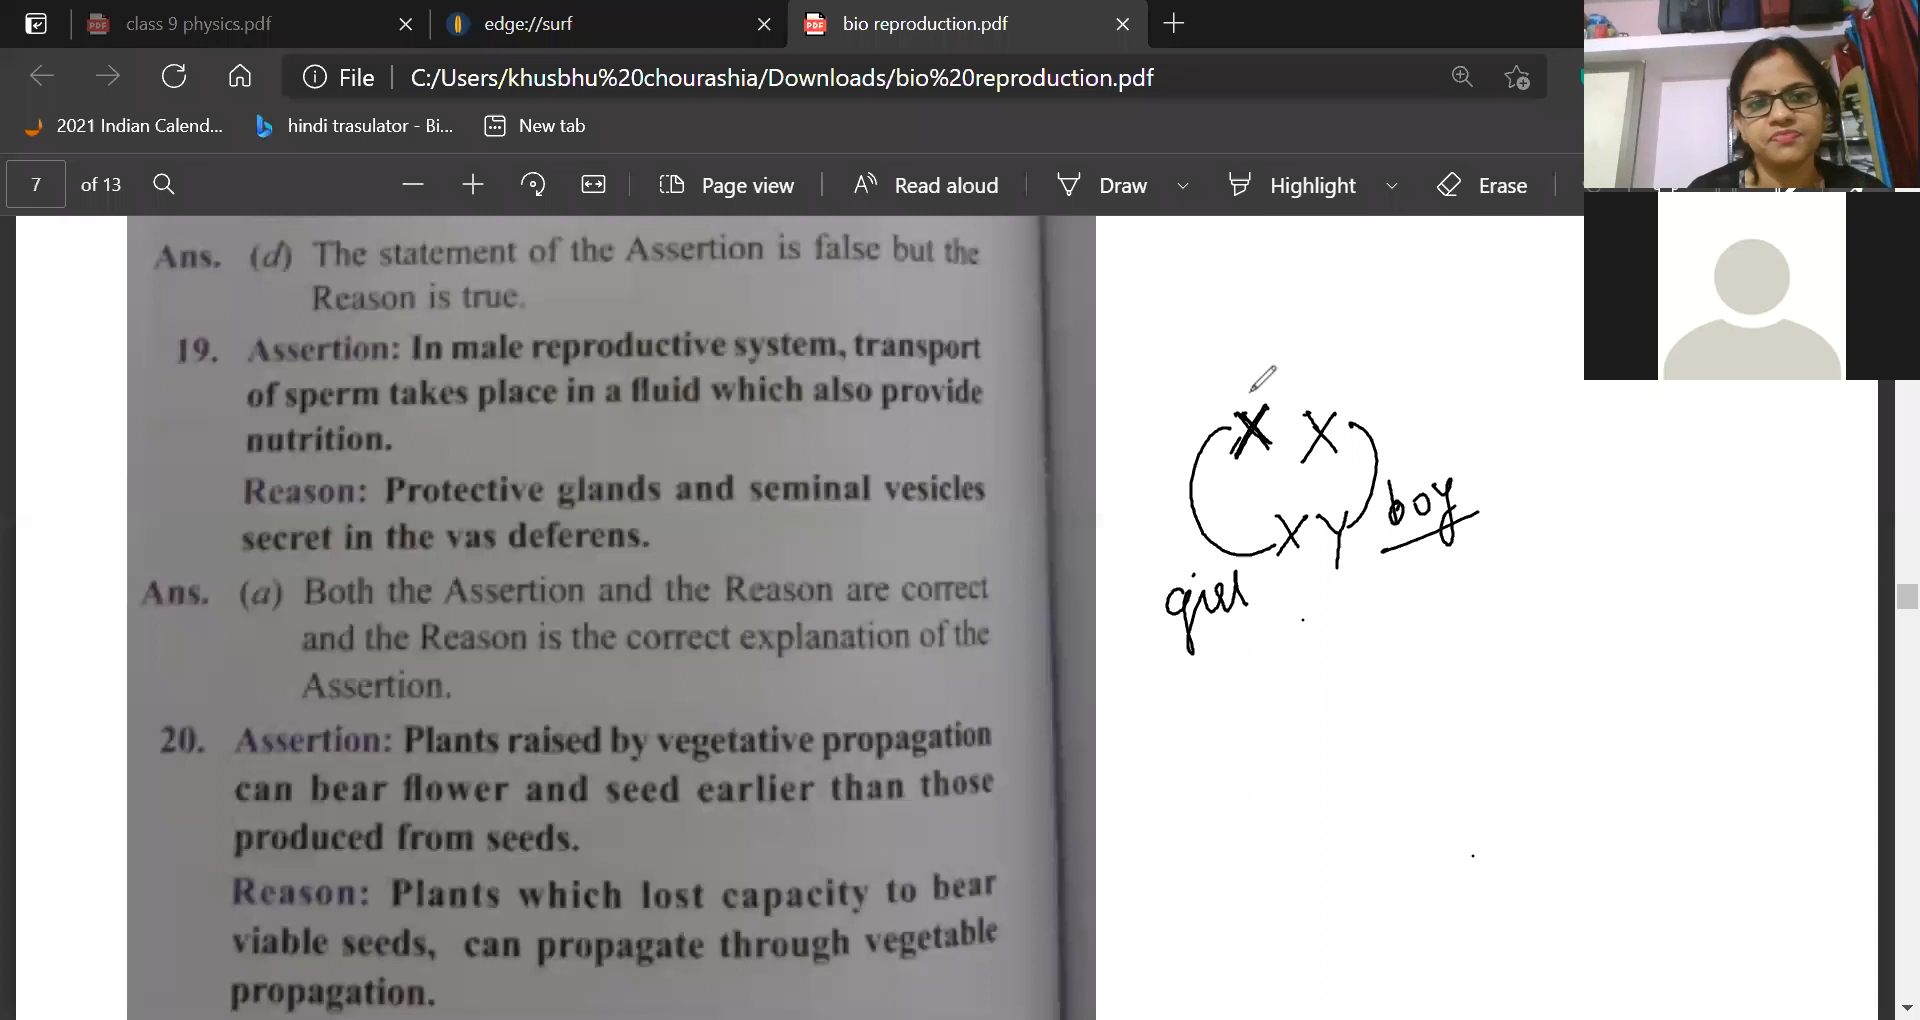 class 9 physics.pdf
edge://surf
bio reproduction.pdf
File
C:/Users/khusbhu%20chourashia/Downloads/bio%20reproduction.pdf
2021 Indian Calend...
hindi trasulator - Bi...
New tab
7
of 13
Page view
Read aloud
Draw
Highlight
Erase
Ans. (d) The statement of the Assertion is false but the
Reason is true.
19. Assertion: In male reproductive system, transport
of sperm takes place in a fluid which also provide
nutrition.
Reason: Protective glands and seminal vesicles
secret in the vas deferens.
Ans. (a) Both the Assertion and the Reason are correct
and the Reason is the correct explanation of the
Assertion.
20. Assertion: Plants raised by vegetative propagation
can bear flower and seed earlier than those
produced from seeds.
Reason: Plants which lost capacity to bear
viable seeds, can propagate through vegetable
propagation.
X X
X Y boy
girl